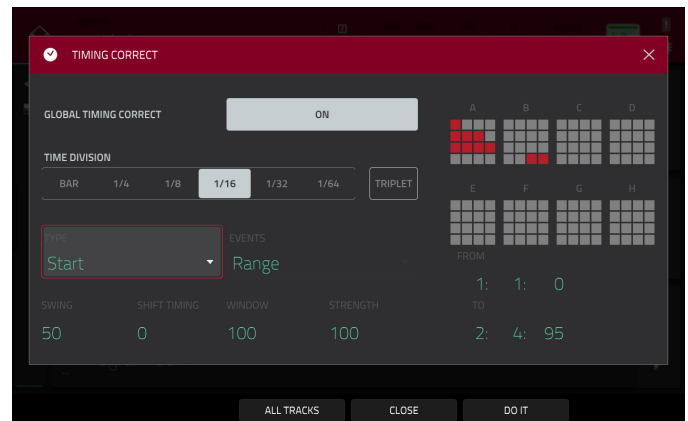 TIMING CORRECT
GLOBAL TIMING CORRECT ON
A B C D
TIME DIVISION
BAR 1/4 1/8 1/16 1/32 1/64 TRIPLET
E F G H
TYPE EVENTS
Start Range
FROM
1: 1: 0
SWING SHIFT TIMING WINDOW STRENGTH TO
50 0 100 100 2: 4: 95
ALL TRACKS CLOSE DO IT